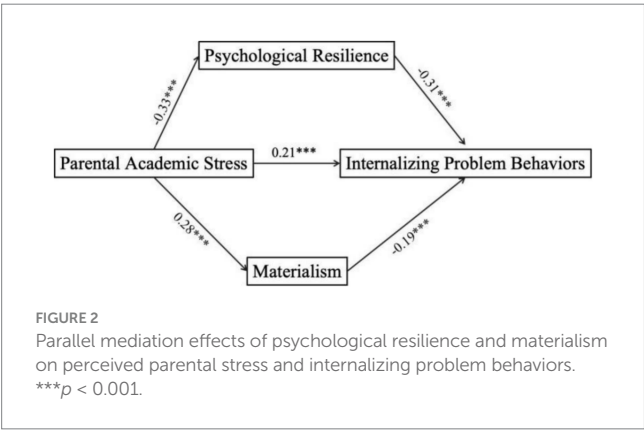 Psychological Resilience
-0.33***
-0.31***
Parental Academic Stress
0.21***
Internalizing Problem Behaviors
0.28***
-0.19***
Materialism
FIGURE 2
Parallel mediation effects of psychological resilience and materialism
on perceived parental stress and internalizing problem behaviors.
***p < 0.001.